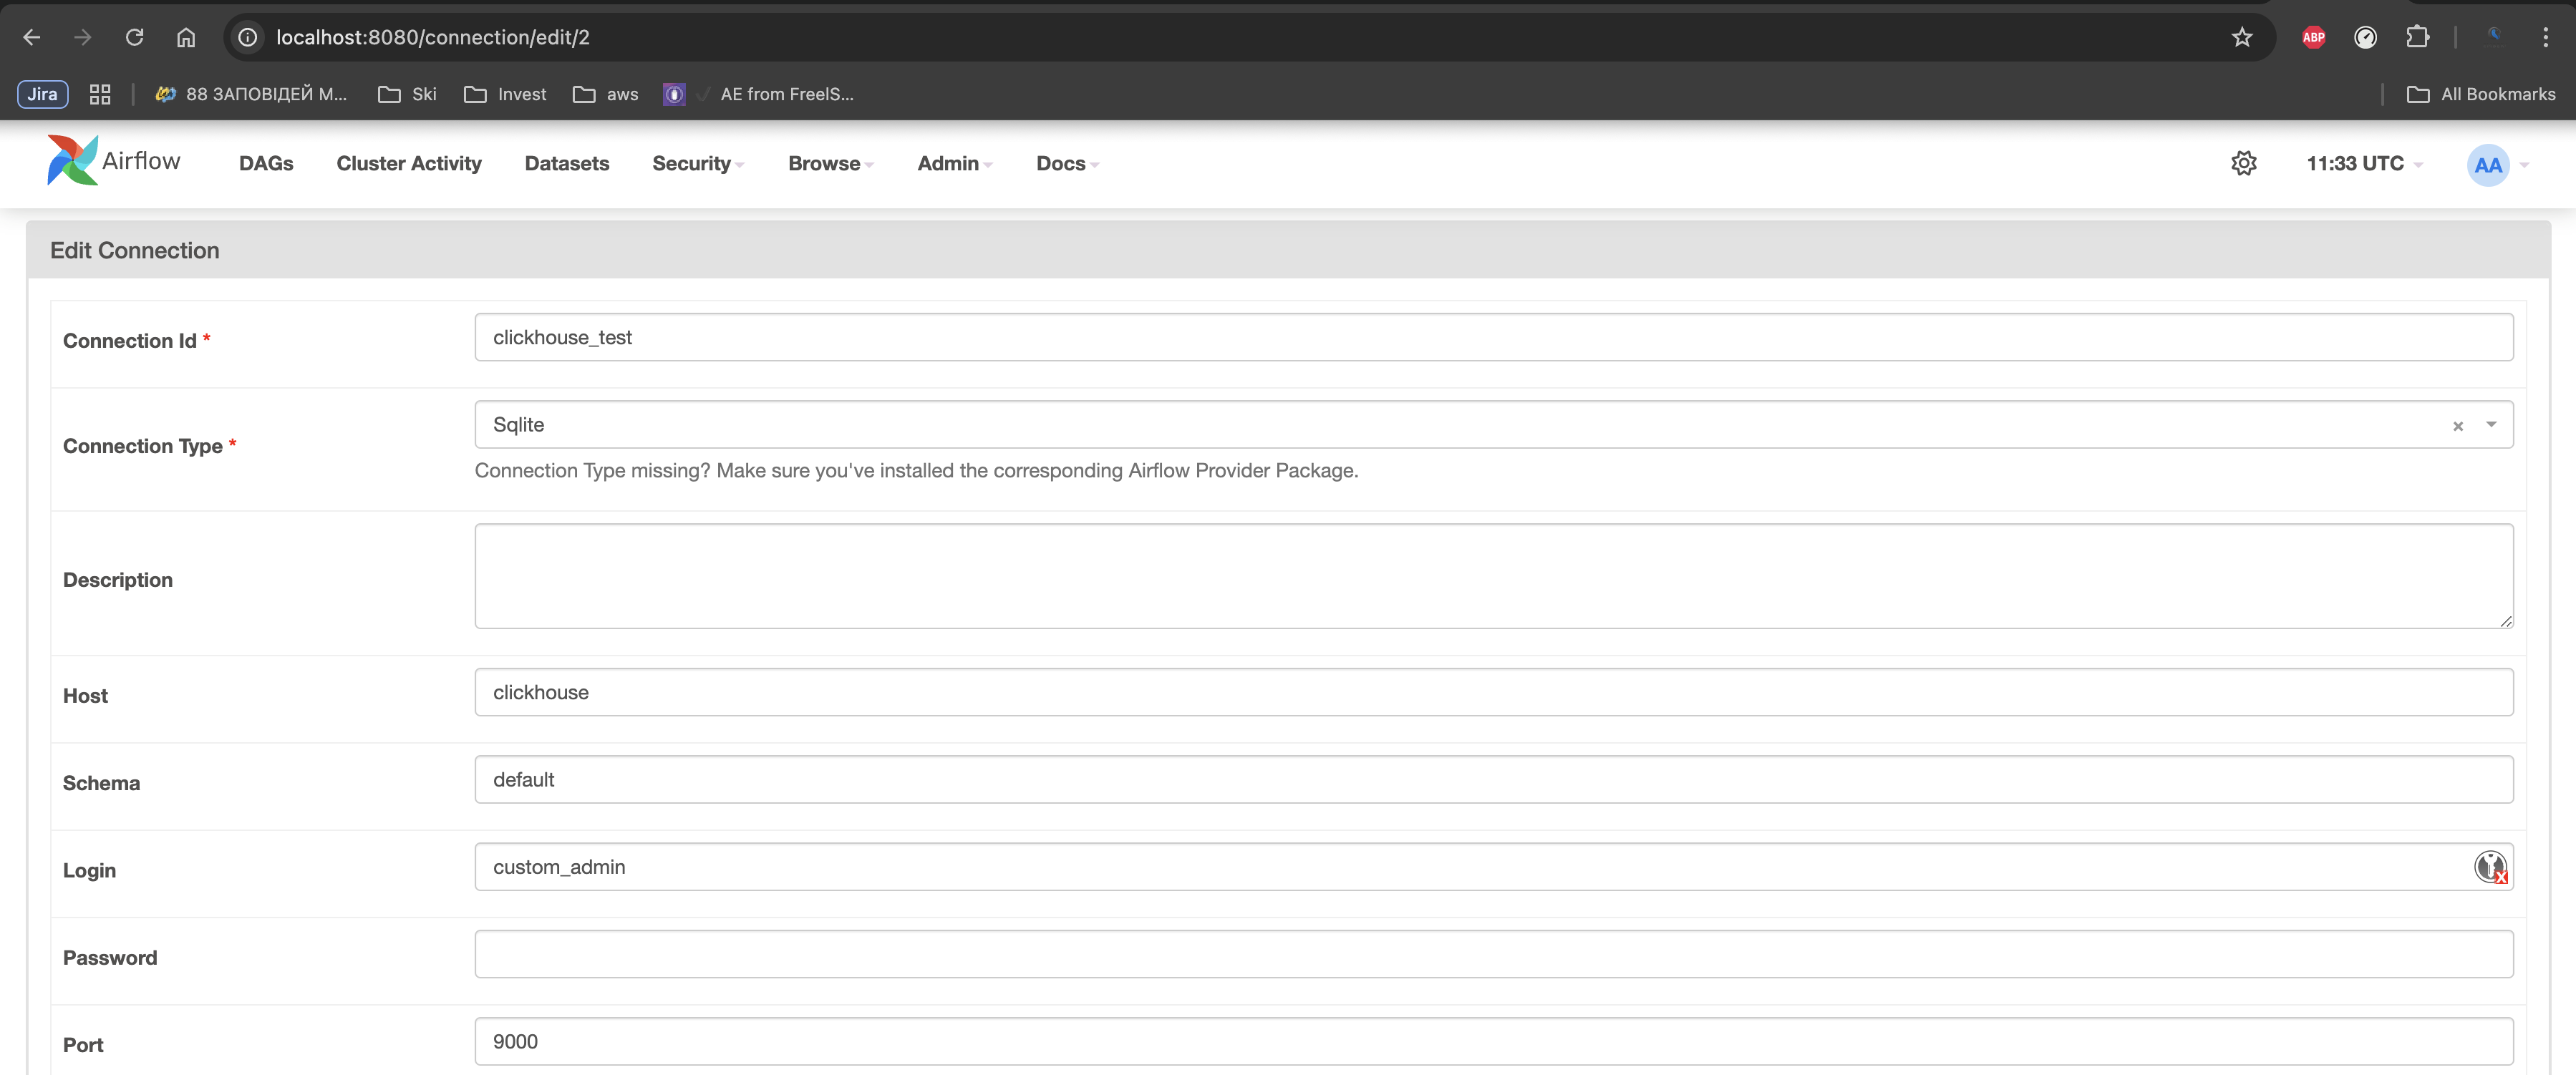 localhost:8080/connection/edit/2
ABP
Jira
88 ЗАПОВІДЕЙ М...
Ski
Invest
aws
AE from FreelS...
All Bookmarks
Airflow
DAGs
Cluster Activity
Datasets
Security
Browse
Admin
Docs
11:33 UTC
AA
Edit Connection
Connection Id *
clickhouse_test
Connection Type *
Sqlite
Connection Type missing? Make sure you've installed the corresponding Airflow Provider Package.
Description
Host
clickhouse
Schema
default
Login
custom_admin
Password
Port
9000